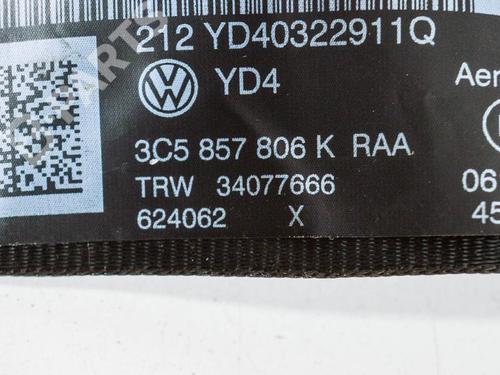 212 YD40322911Q
YD4 Aer
3C5 857 806 K RAA
TRW 34077666 06
624062 X 45